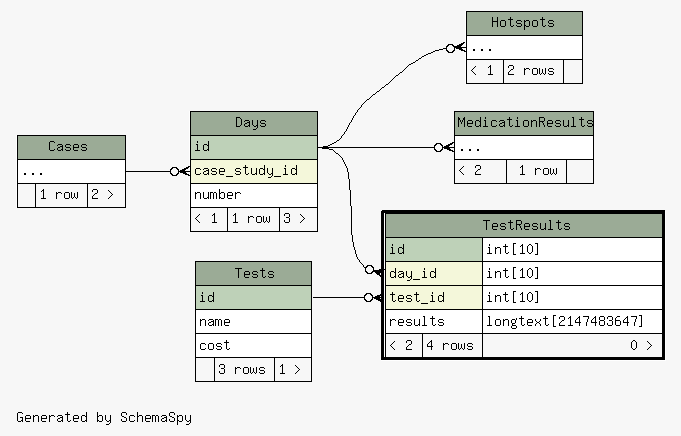 Hotspots
...
< 1 2 rows
Days
id
case_study_id
number
< 1 1 row 3 >
MedicationResults
...
< 2 1 row
Cases
...
1 row 2 >
TestResults
id int[10]
day_id int[10]
test_id int[10]
results longtext[2147483647]
< 2 4 rows 0 >
Tests
id
name
cost
3 rows 1 >
Generated by SchemaSpy